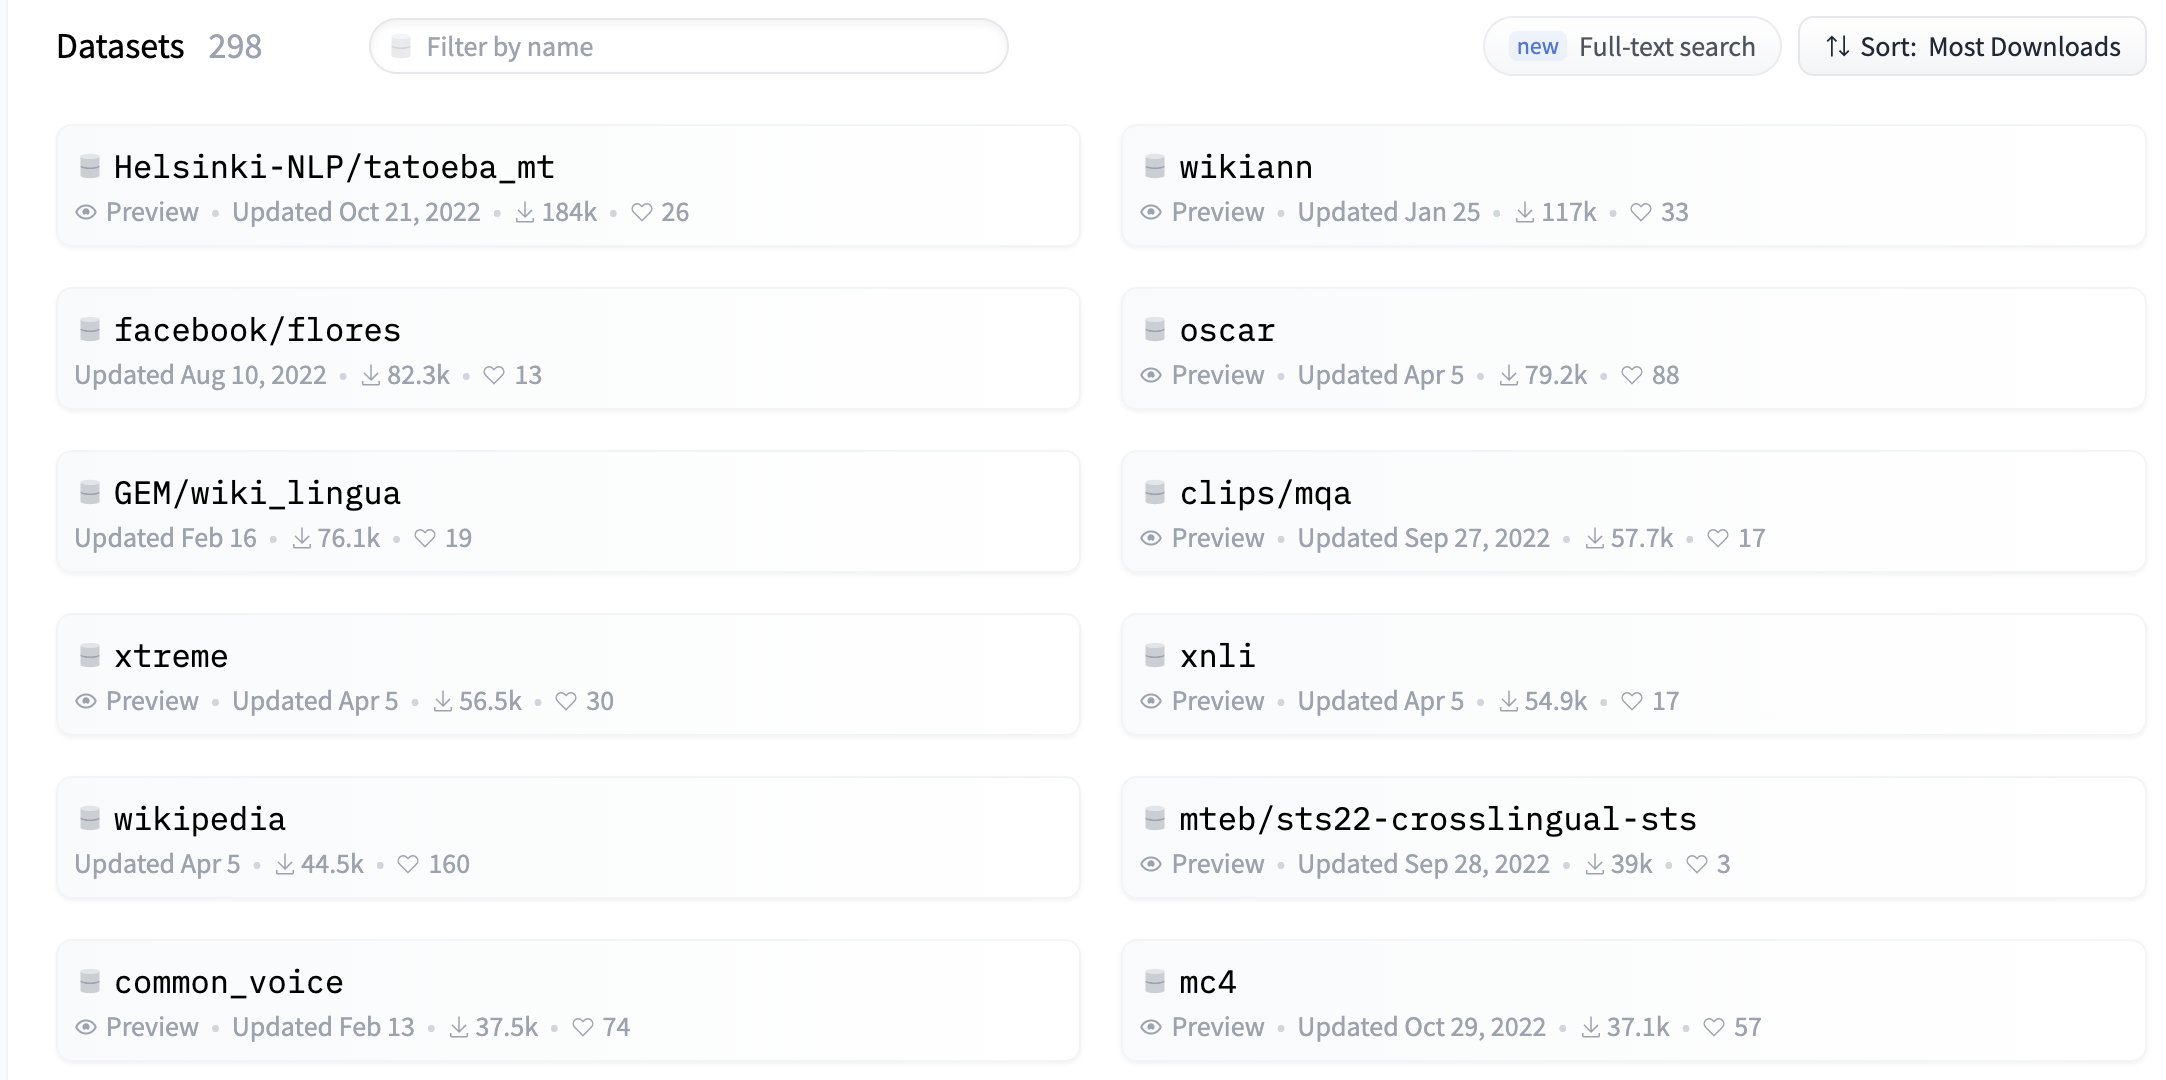 Datasets 298 Filter by name new Full-text search Sort: Most Downloads
Helsinki-NLP/tatoeba_mt
Preview • Updated Oct 21, 2022 • 184k • 26
wikiann
Preview • Updated Jan 25 • 117k • 33
facebook/flores
Updated Aug 10, 2022 • 82.3k • 13
oscar
Preview • Updated Apr 5 • 79.2k • 88
GEM/wiki_lingua
Updated Feb 16 • 76.1k • 19
clips/mqa
Preview • Updated Sep 27, 2022 • 57.7k • 17
xtreme
Preview • Updated Apr 5 • 56.5k • 30
xnli
Preview • Updated Apr 5 • 54.9k • 17
wikipedia
Updated Apr 5 • 44.5k • 160
mteb/sts22-crosslingual-sts
Preview • Updated Sep 28, 2022 • 39k • 3
common_voice
Preview • Updated Feb 13 • 37.5k • 74
mc4
Preview • Updated Oct 29, 2022 • 37.1k • 57